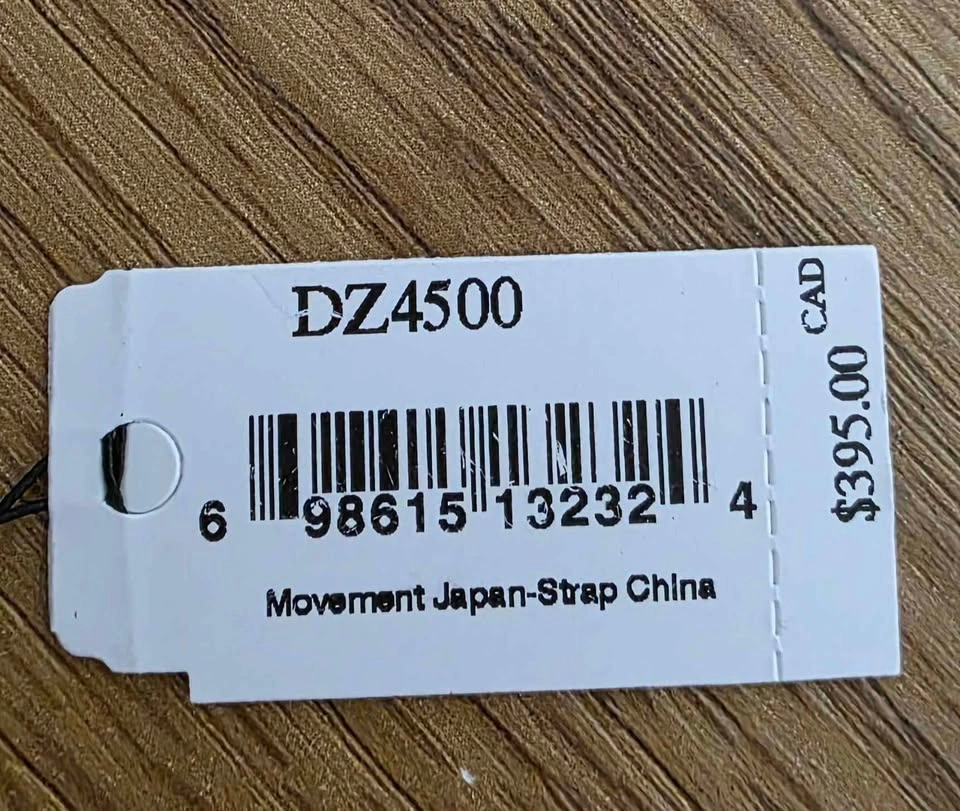 DZ4500
6 98615 13232 4
Movement Japan-Strap China
$395.00 CAD